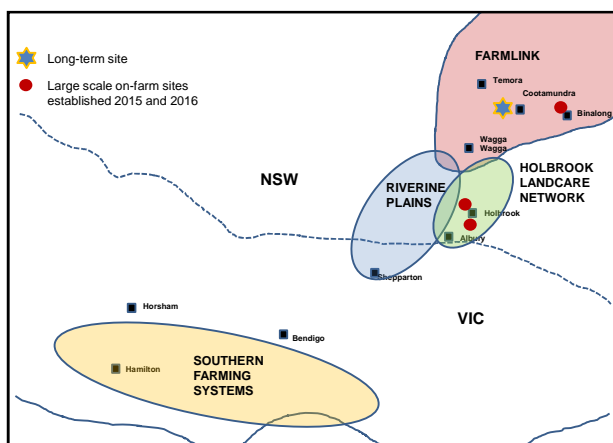 Long-term site
Large scale on-farm sites
established 2015 and 2016
FARMLINK
Temora
Cootamundra
Binalong
Wagga
Wagga
NSW
RIVERINE
PLAINS
HOLBROOK
LANDCARE
NETWORK
Holbrook
Albury
Shepparton
VIC
Horsham
Bendigo
Hamilton
SOUTHERN
FARMING
SYSTEMS